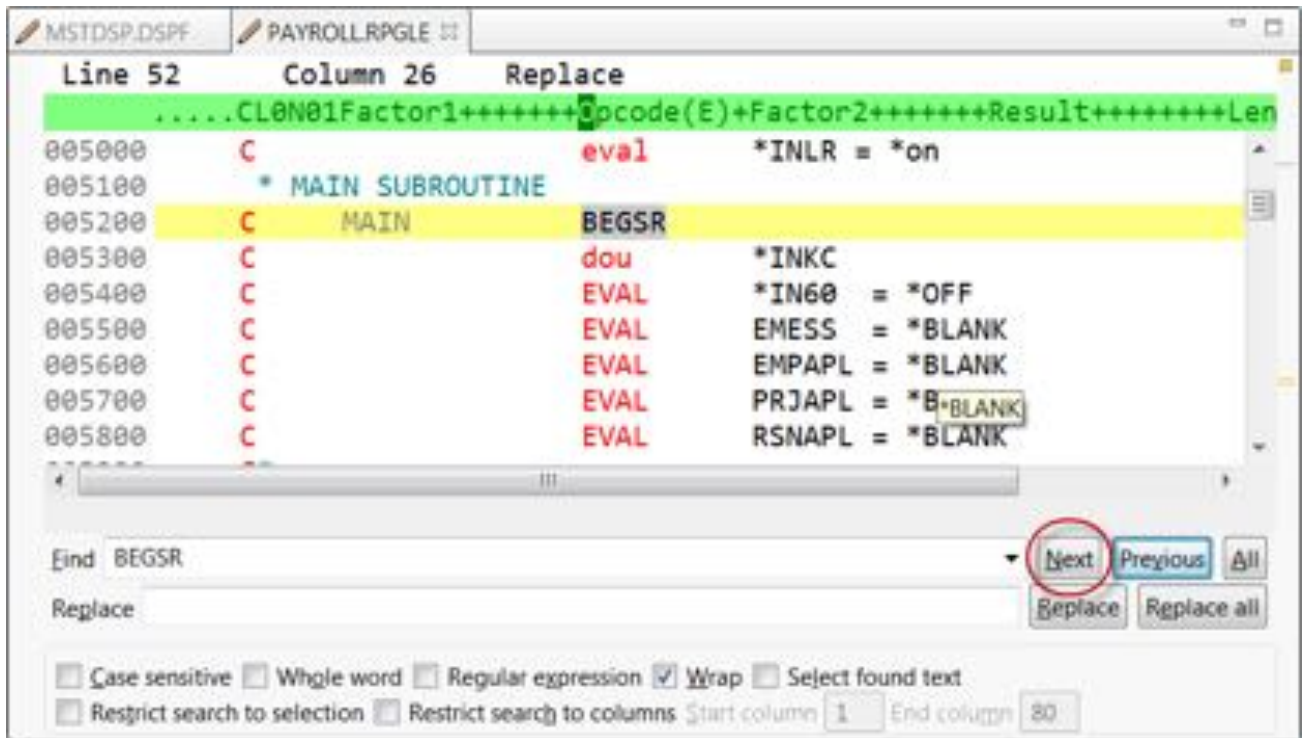 MSTDSP.DSPF PAYROLL.RPGLE
Line 52 Column 26 Replace
.....CL0N01Factor1+++++++Opcode(E)+Factor2+++++++Result++++++++Len
005000 C eval *INLR = *on
005100 * MAIN SUBROUTINE
005200 C MAIN BEGSR
005300 C dou *INKC
005400 C EVAL *IN60 = *OFF
005500 C EVAL EMESS = *BLANK
005600 C EVAL EMPAPL = *BLANK
005700 C EVAL PRJAPL = *B *BLANK
005800 C EVAL RSNAPL = *BLANK
Find BEGSR Next Previous All
Replace Replace Replace all
Case sensitive Whole word Regular expression Wrap Select found text
Restrict search to selection Restrict search to columns Start column 1 End column 80